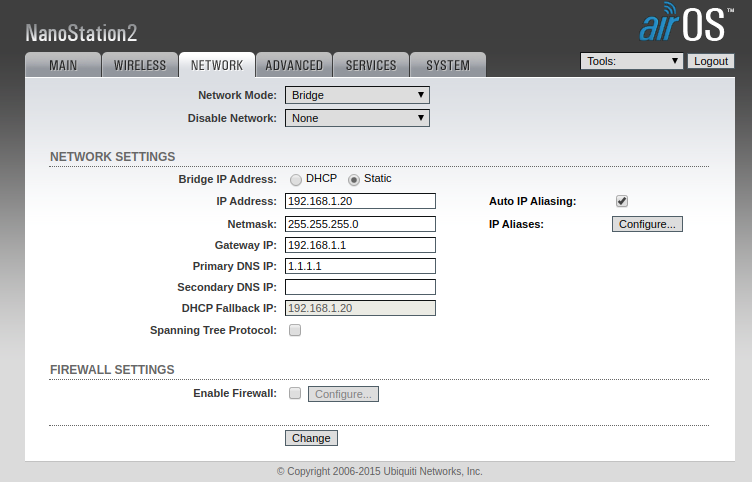 NanoStation2
airOS™
MAIN WIRELESS NETWORK ADVANCED SERVICES SYSTEM Tools: Logout
Network Mode: Bridge
Disable Network: None
NETWORK SETTINGS
Bridge IP Address: DHCP Static
IP Address: 192.168.1.20 Auto IP Aliasing:
Netmask: 255.255.255.0 IP Aliases: Configure...
Gateway IP: 192.168.1.1
Primary DNS IP: 1.1.1.1
Secondary DNS IP:
DHCP Fallback IP: 192.168.1.20
Spanning Tree Protocol:
FIREWALL SETTINGS
Enable Firewall: Configure...
Change
© Copyright 2006-2015 Ubiquiti Networks, Inc.